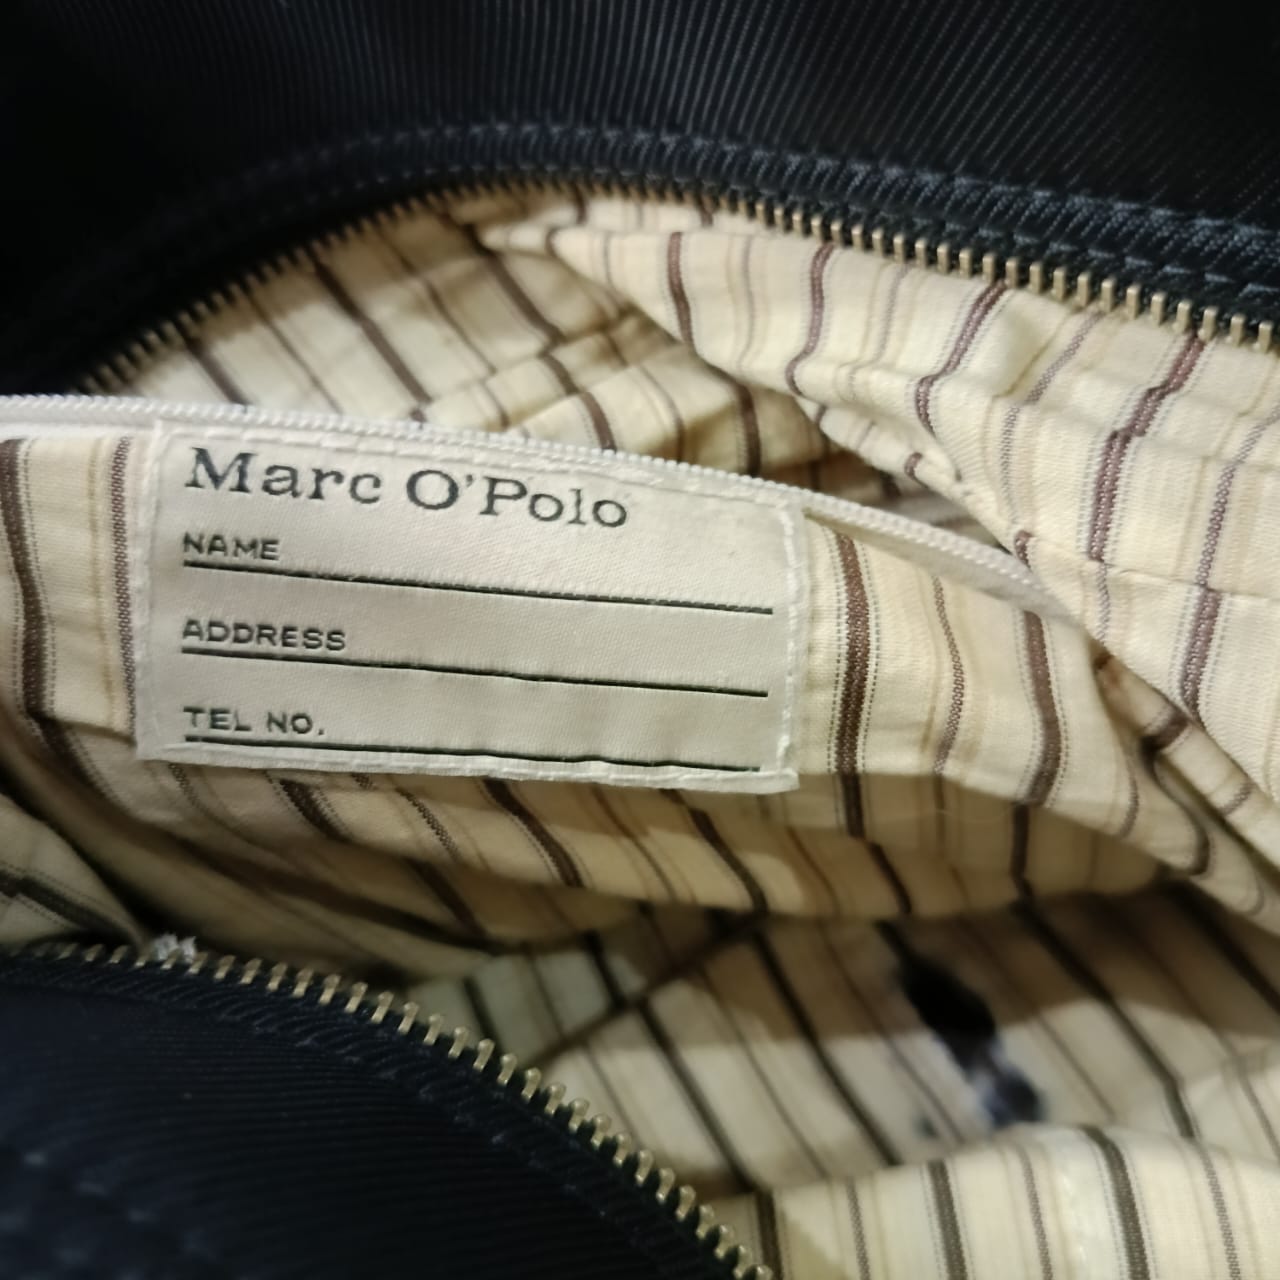 Marc O'Polo
NAME
ADDRESS
TEL NO.